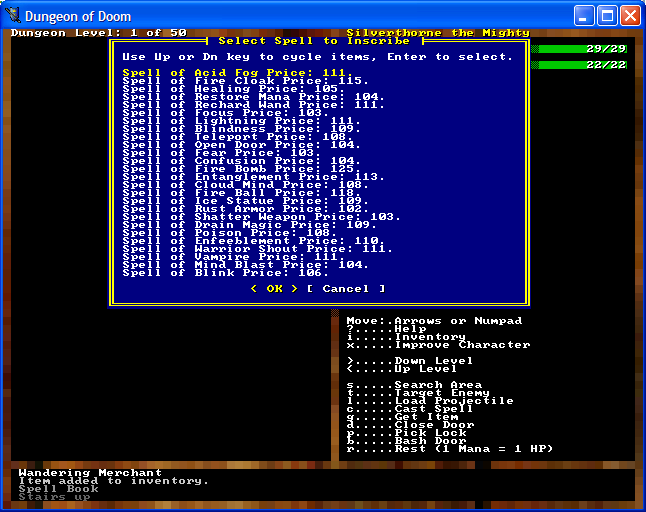 Dungeon of Doom
Dungeon Level: 1 of 50
Silverthorne the Mighty
Select Spell to Inscribe
29/29
Use Up or Dn key to cycle items, Enter to select.
22/22
Spell of Acid Fog Price: 111.
Spell of Fire Cloak Price: 115.
Spell of Healing Price: 105.
Spell of Restore Mana Price: 104.
Spell of Rechard Wand Price: 111.
Spell of Focus Price: 103.
Spell of Lightning Price: 111.
Spell of Blindness Price: 109.
Spell of Teleport Price: 108.
Spell of Open Door Price: 104.
Spell of Fear Price: 103.
Spell of Confusion Price: 104.
Spell of Fire Bomb Price: 125.
Spell of Entanglement Price: 113.
Spell of Cloud Mind Price: 108.
Spell of Fire Ball Price: 118.
Spell of Ice Statue Price: 109.
Spell of Rust Armor Price: 102.
Spell of Shatter Weapon Price: 103.
Spell of Drain Magic Price: 109.
Spell of Poison Price: 108.
Spell of Enfeeblement Price: 110.
Spell of Warrior Shout Price: 111.
Spell of Vampire Price: 111.
Spell of Mind Blast Price: 104.
Spell of Blink Price: 106.
< OK > [ Cancel ]
Move:.Arrows or Numpad
?.....Help
i.....Inventory
x.....Improve Character
>.....Down Level
<.....Up Level
s.....Search Area
t.....Target Enemy
l.....Load Projectile
c.....Cast Spell
g.....Get Item
d.....Close Door
p.....Pick Lock
b.....Bash Door
r.....Rest (1 Mana = 1 HP)
Wandering Merchant
Item added to inventory.
Spell Book
Stairs up